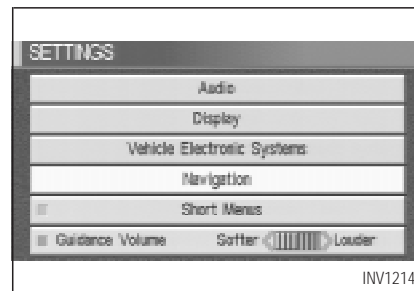 SETTINGS
Audio
Display
Vehicle Electronic Systems
Navigation
Short Menus
Guidance Volume Softer Louder
INV1214